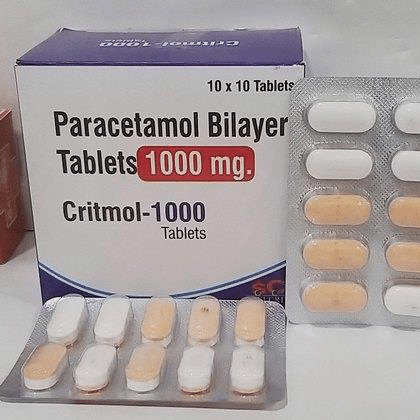 Critmol-1000
10 x 10 Tablets
Paracetamol Bilayer
Tablets 1000 mg.
Critmol-1000
Tablets